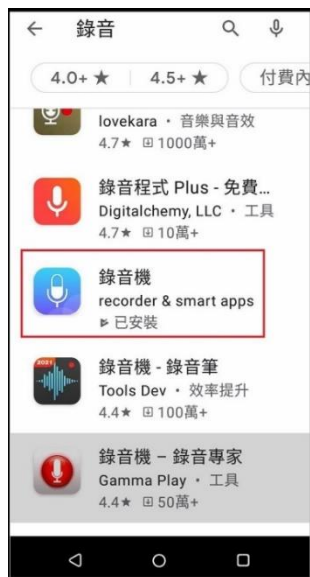 錄音
4.0+ ★
4.5+ ★
付費內
lovekara • 音樂與音效
4.7★ 1000萬+
錄音程式 Plus - 免費...
Digitalchemy, LLC • 工具
4.7★ 10萬+
錄音機
recorder & smart apps
已安裝
2021
錄音機 - 錄音筆
Tools Dev • 效率提升
4.4★ 100萬+
錄音機 – 錄音專家
Gamma Play • 工具
4.4★ 50萬+